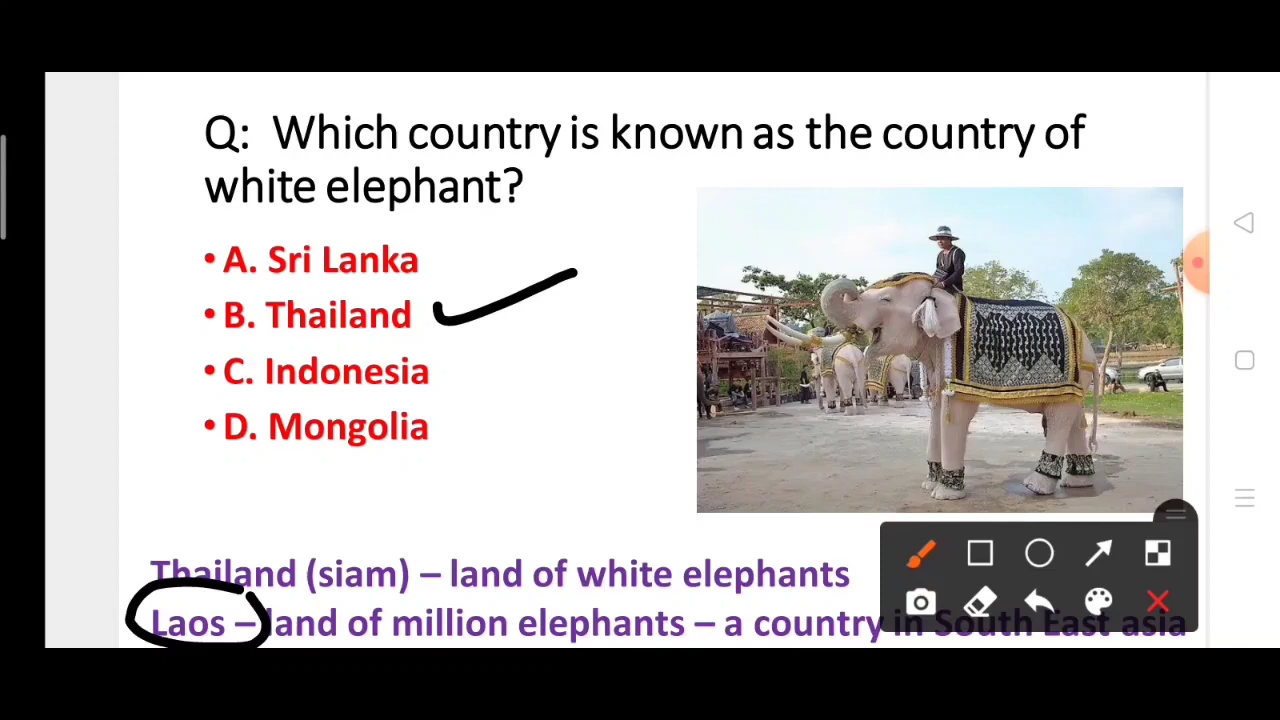 Q: Which country is known as the country of
white elephant?
• A. Sri Lanka
• B. Thailand
• C. Indonesia
• D. Mongolia
Thailand (siam) – land of white elephants
Laos – land of million elephants – a country in South East asia